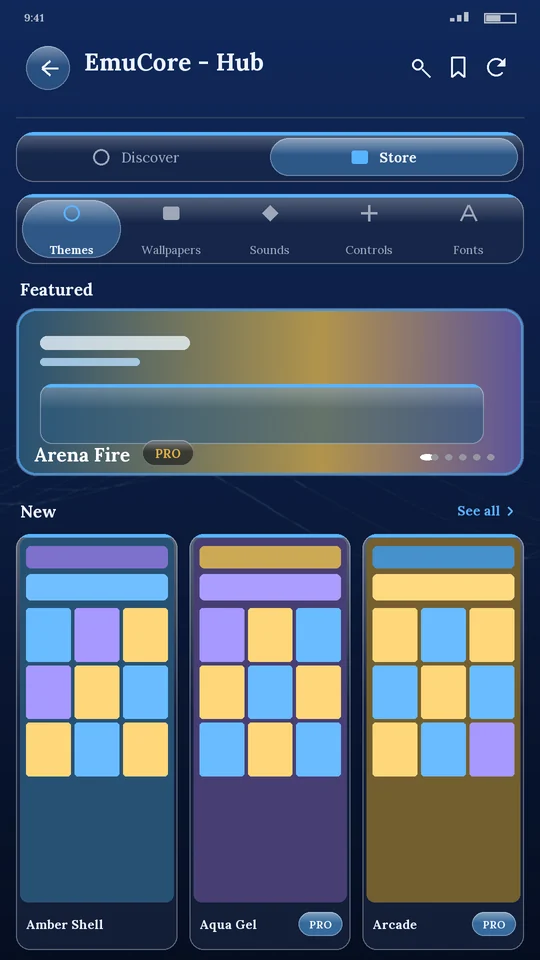 9:41
EmuCore - Hub
Discover
Store
Themes
Wallpapers
Sounds
Controls
Fonts
Featured
Arena Fire
PRO
New
See all
Amber Shell
Aqua Gel
PRO
Arcade
PRO